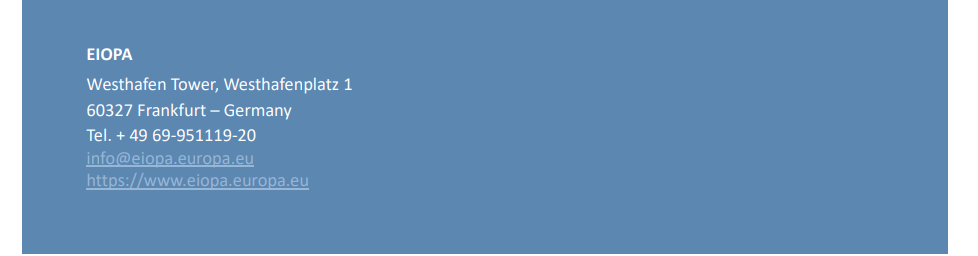 EIOPA
Westhafen Tower, Westhafenplatz 1
60327 Frankfurt – Germany
Tel. + 49 69-951119-20
info@eiopa.europa.eu
https://www.eiopa.europa.eu